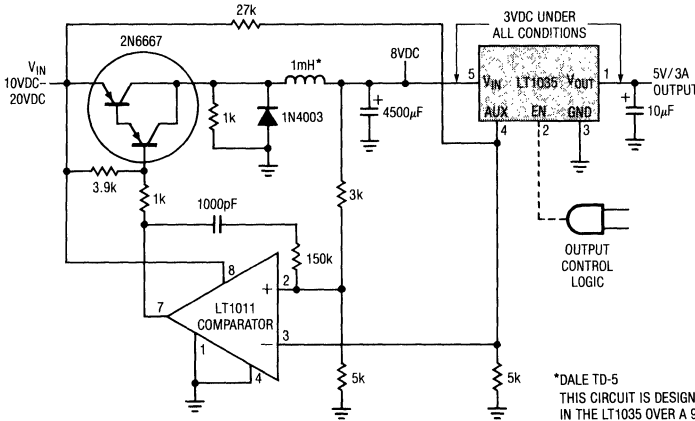 27k
3VDC UNDER
ALL CONDITIONS
2N6667
VIN
10VDC–
20VDC
1mH*
8VDC
5
VIN
LT1035
VOUT
1
5V/3A
OUTPUT
AUX
EN
GND
4
2
3
+
10µF
1k
1N4003
+
4500µF
3.9k
1k
1000pF
3k
150k
OUTPUT
CONTROL
LOGIC
8
7
+
2
LT1011
COMPARATOR
–
3
1
4
5k
5k
*DALE TD-5
THIS CIRCUIT IS DESIGN
IN THE LT1035 OVER A 9